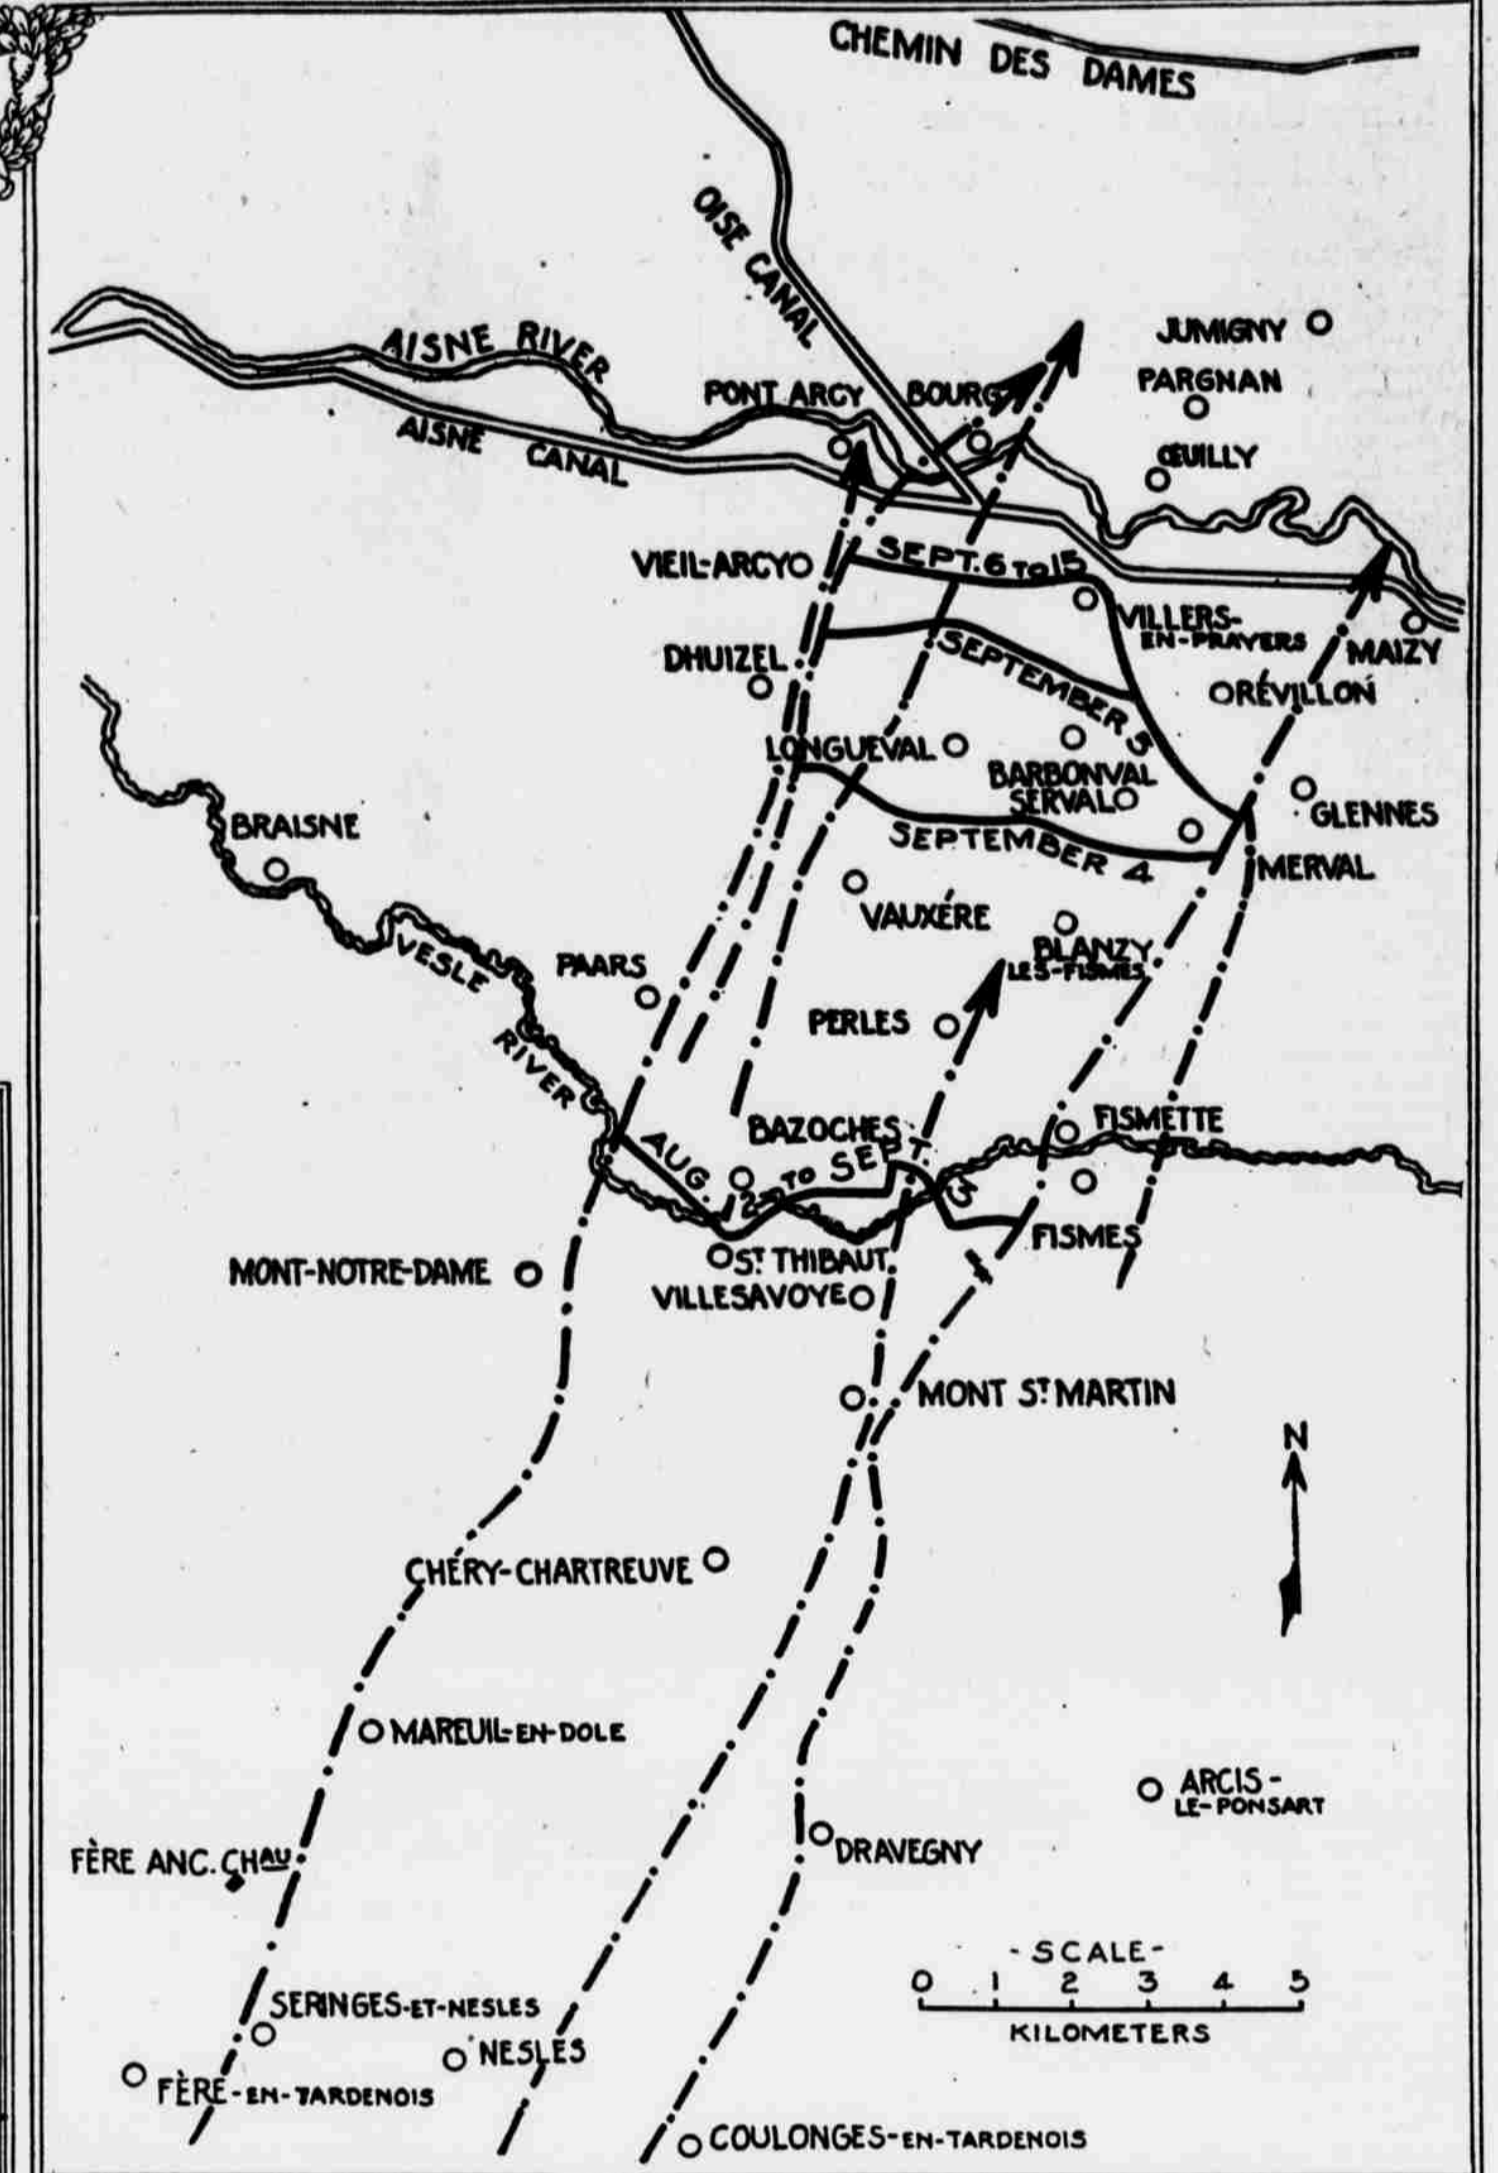 CHEMIN DES DAMES
OISE CANAL
AISNE RIVER
JUMIGNY
PARGNAN
PONT ARCY
BOURG
AISNE CANAL
ŒUILLY
VIEIL-ARCY
SEPT. 6 TO 15
VILLERS-
EN-PRAYERS
MAIZY
DHUIZEL
SEPTEMBER 5
RÉVILLON
LONGUEVAL
BARBONVAL
SERVAL
GLENNES
BRAISNE
SEPTEMBER 4
MERVAL
VAUXÉRE
BLANZY
LES-FISMES
VESLE RIVER
PAARS
PERLES
BAZOCHES
FISMETTE
AUG. 12 TO SEPT. 3
FISMES
ST. THIBAUT
MONT-NOTRE-DAME
VILLESAVOYE
MONT ST. MARTIN
N
CHÉRY-CHARTREUVE
MAREUIL-EN-DOLE
ARCIS-
LE-PONSART
FÈRE ANC. CHAU
DRAVEGNY
- SCALE -
0 1 2 3 4 5
KILOMETERS
SERINGES-ET-NESLES
NESLES
FÈRE-EN-TARDENOIS
COULONGES-EN-TARDENOIS